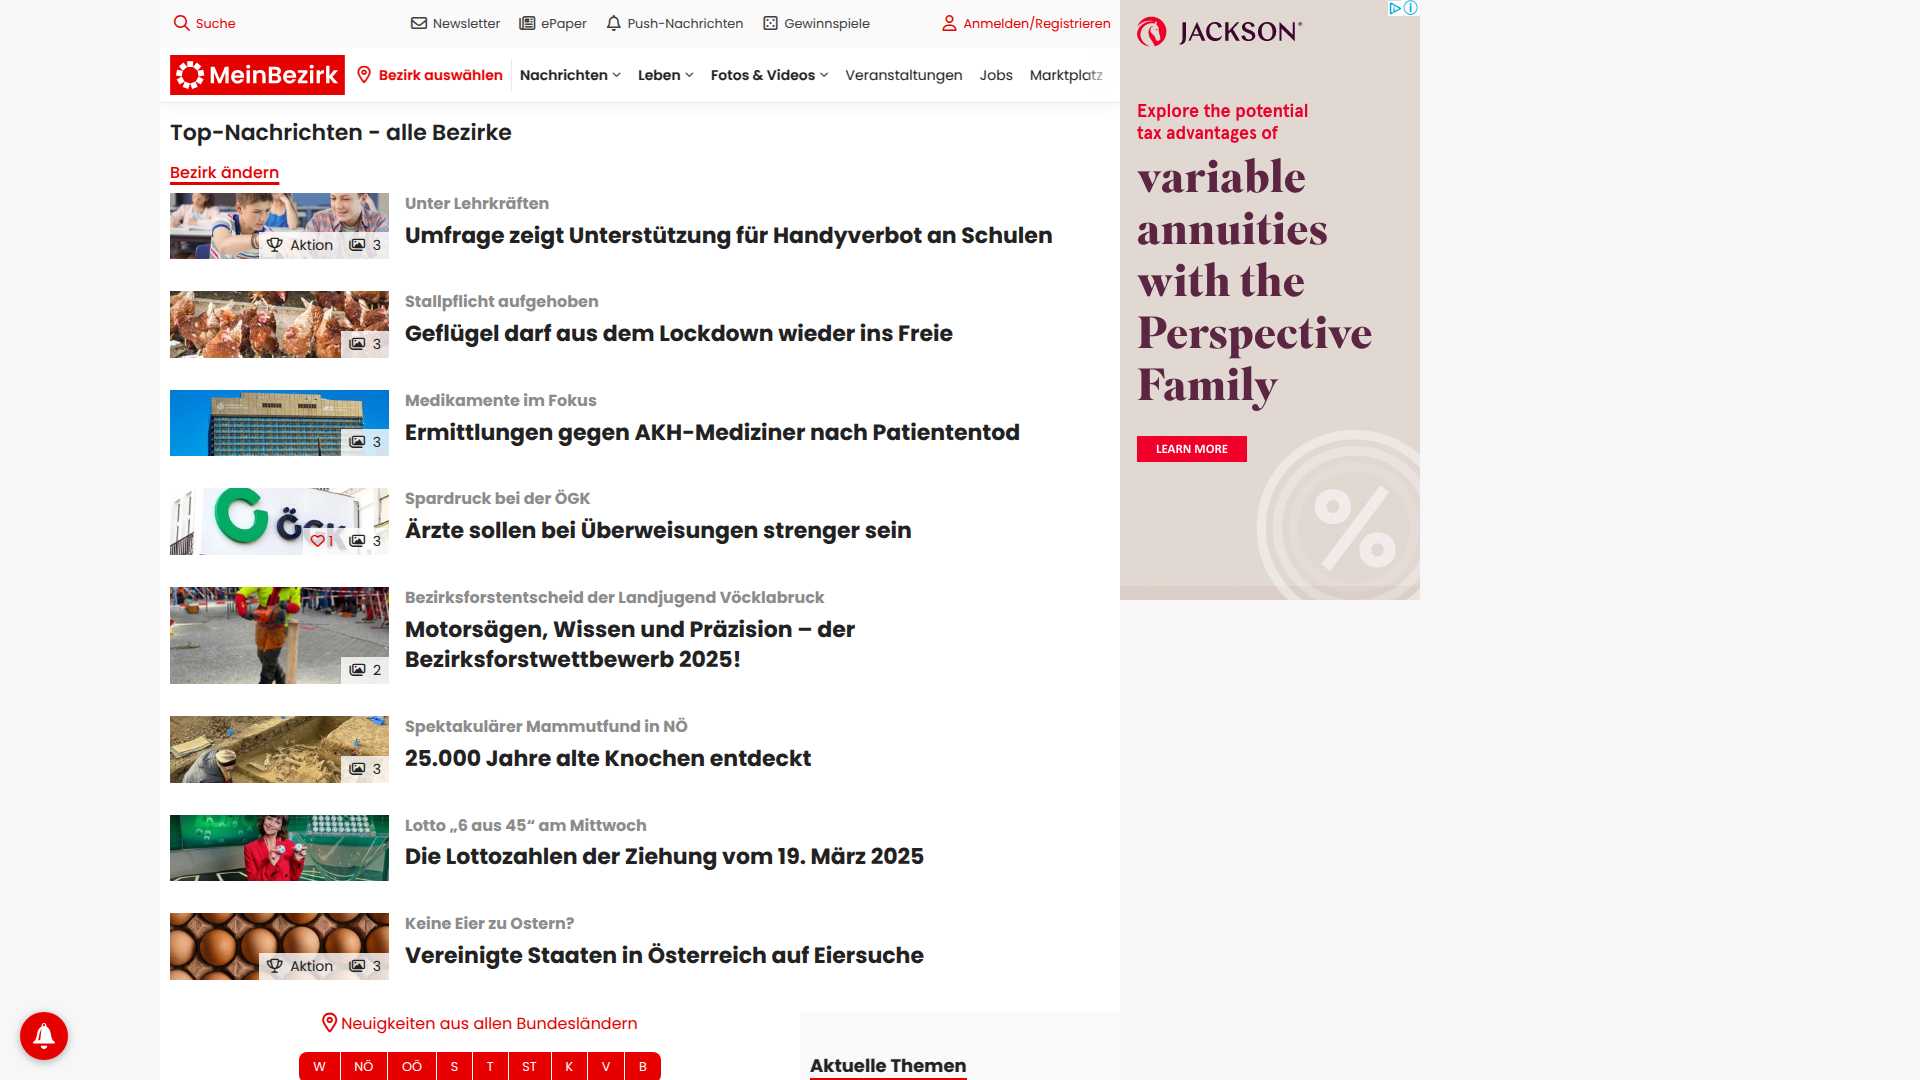 Suche
Newsletter
ePaper
Push-Nachrichten
Gewinnspiele
Anmelden/Registrieren
MeinBezirk
Bezirk auswählen
Nachrichten
Leben
Fotos & Videos
Veranstaltungen
Jobs
Marktplatz
Top-Nachrichten - alle Bezirke
Bezirk ändern
Aktion 3
Unter Lehrkräften
Umfrage zeigt Unterstützung für Handyverbot an Schulen
3
Stallpflicht aufgehoben
Geflügel darf aus dem Lockdown wieder ins Freie
3
Medikamente im Fokus
Ermittlungen gegen AKH-Mediziner nach Patiententod
ÖGK
1 3
Spardruck bei der ÖGK
Ärzte sollen bei Überweisungen strenger sein
2
Bezirksforstentscheid der Landjugend Vöcklabruck
Motorsägen, Wissen und Präzision – der
Bezirksforstwettbewerb 2025!
3
Spektakulärer Mammutfund in NÖ
25.000 Jahre alte Knochen entdeckt
Lotto „6 aus 45“ am Mittwoch
Die Lottozahlen der Ziehung vom 19. März 2025
Aktion 3
Keine Eier zu Ostern?
Vereinigte Staaten in Österreich auf Eiersuche
Neuigkeiten aus allen Bundesländern
W NÖ OÖ S T ST K V B
Aktuelle Themen
JACKSON®
Explore the potential
tax advantages of
variable
annuities
with the
Perspective
Family
LEARN MORE
%